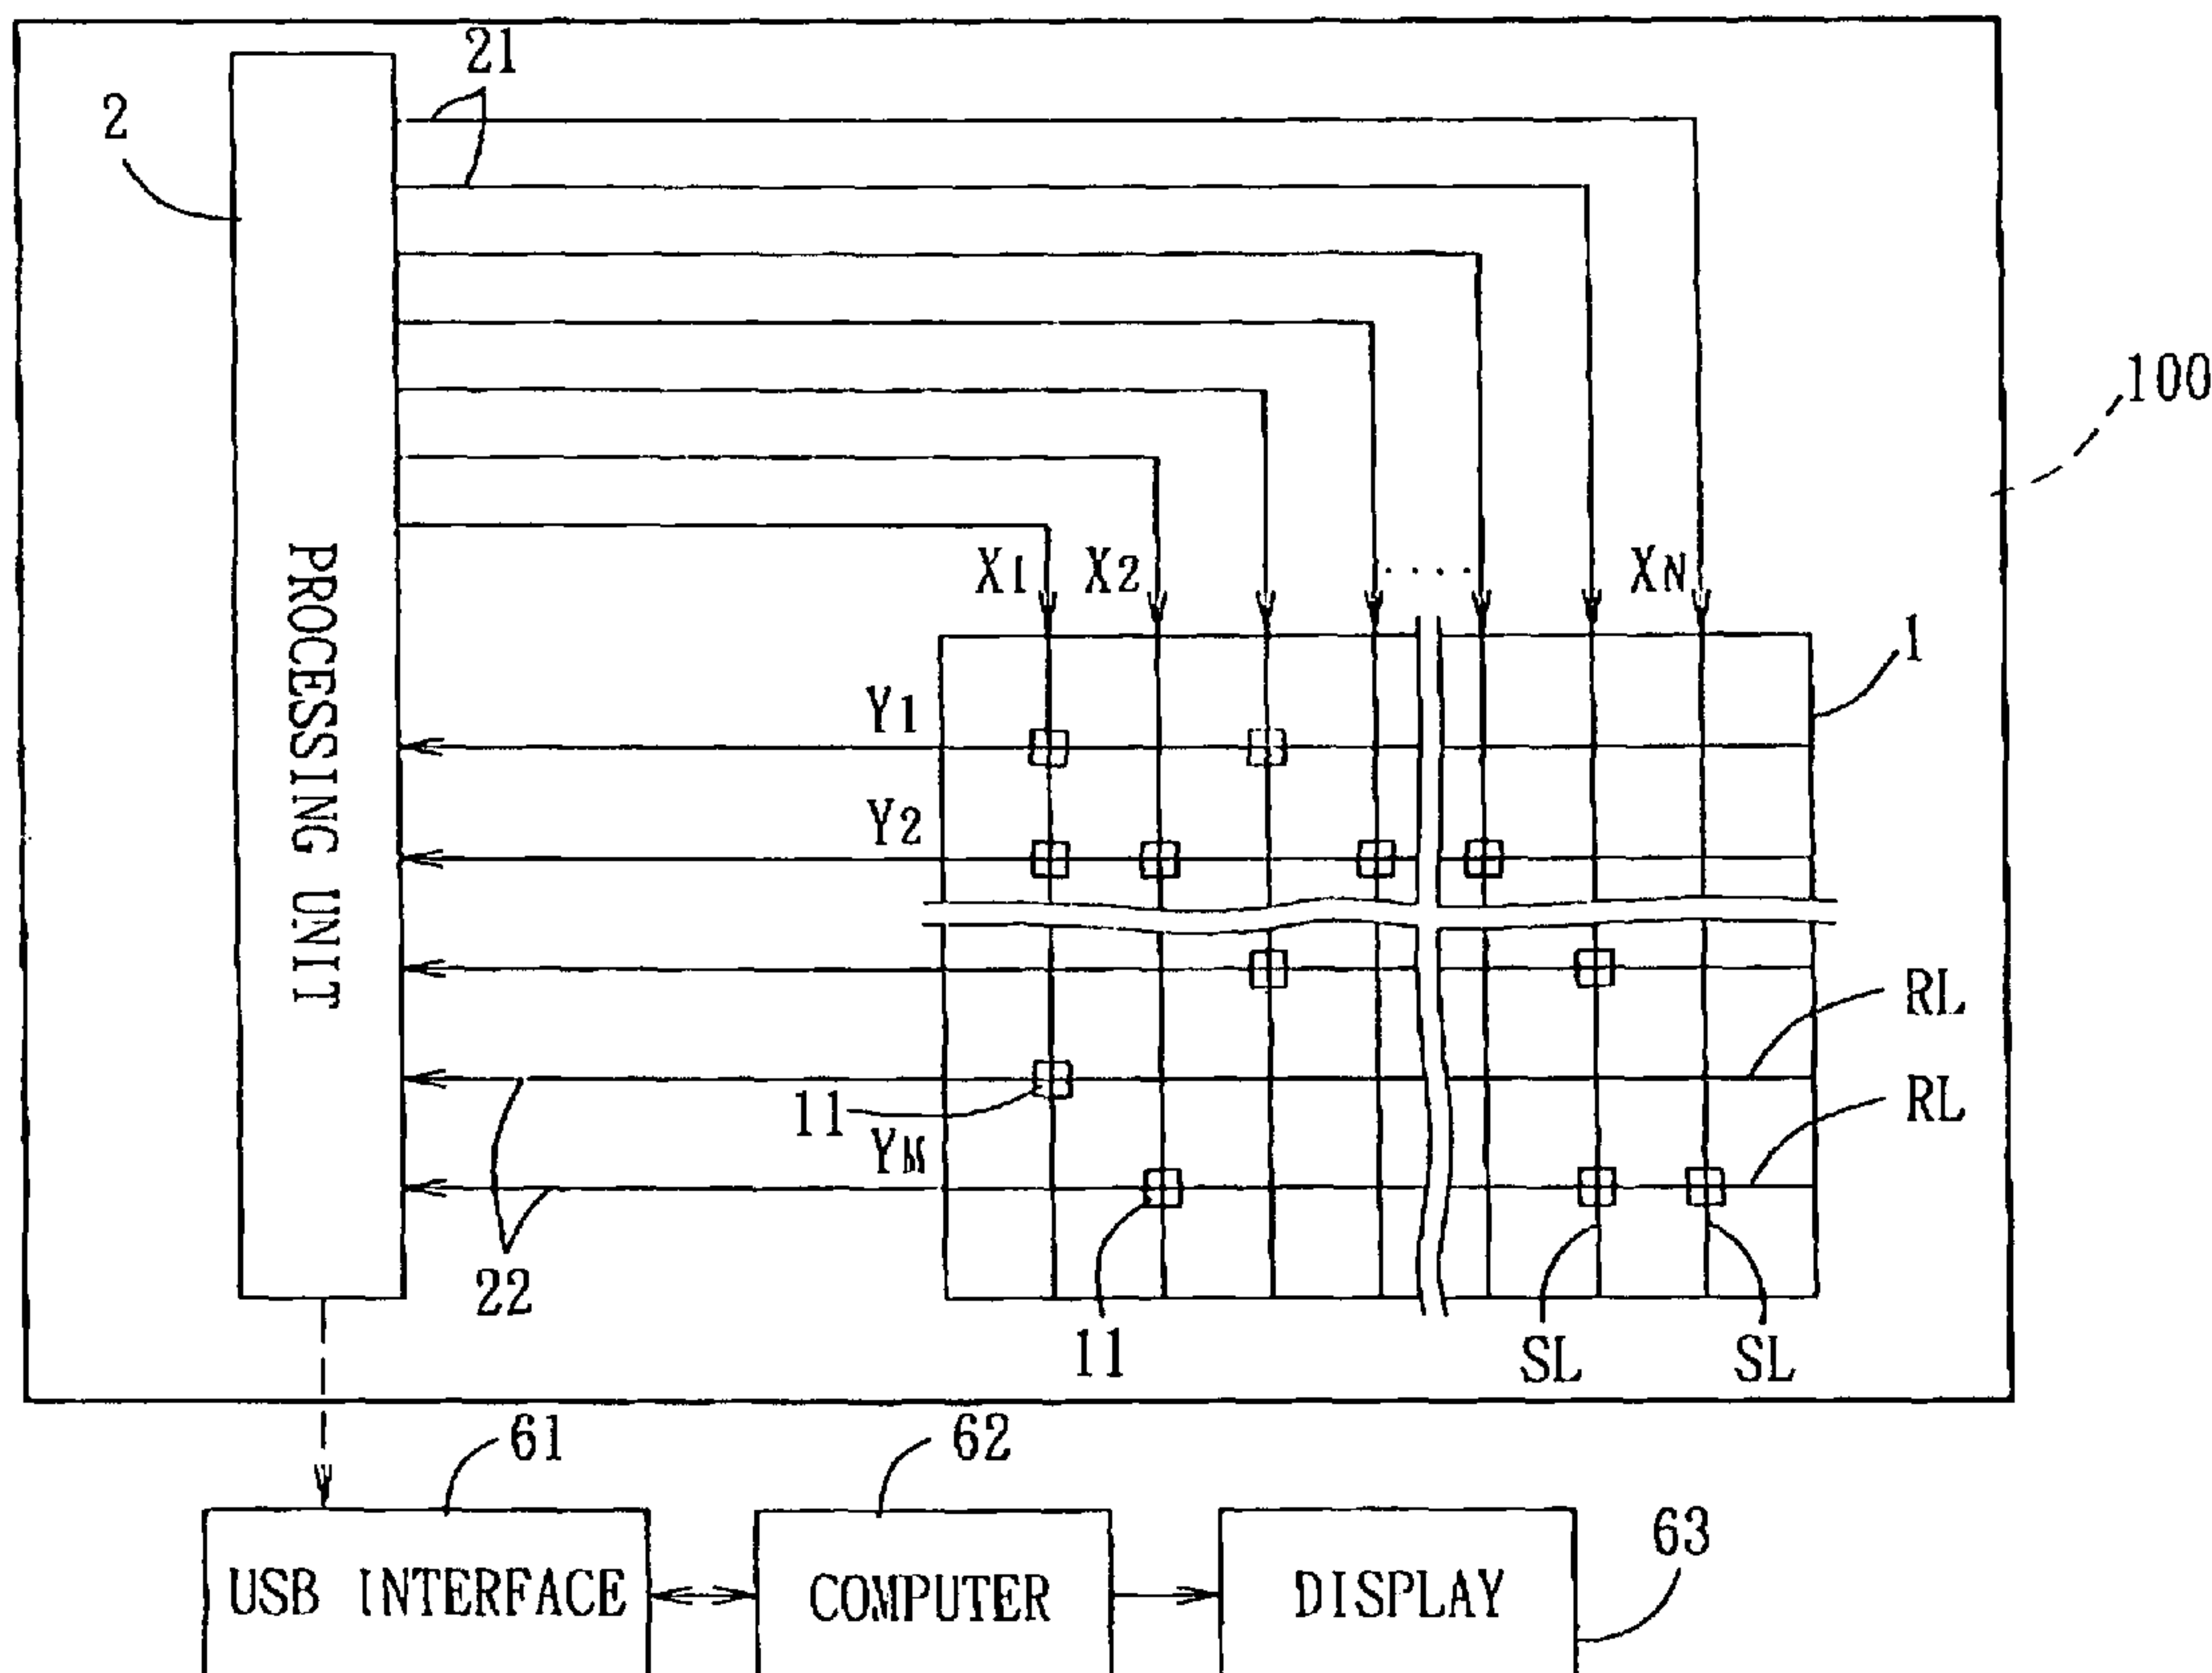 21
2
100
X1 X2 .... XN
1
Y1
Y2
PROCESSING UNIT
RL
11
RL
YM
22
11
SL SL
61
62
63
USB INTERFACE
COMPUTER
DISPLAY